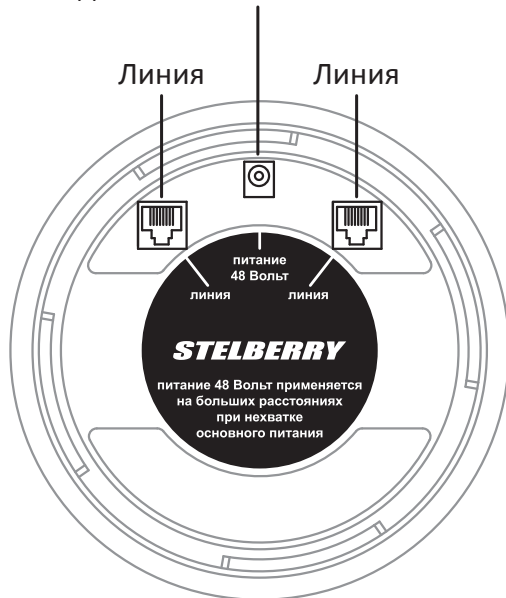 Линия Линия
питание
48 Вольт
линия линия
STELBERRY
питание 48 Вольт применяется
на больших расстояниях
при нехватке
основного питания